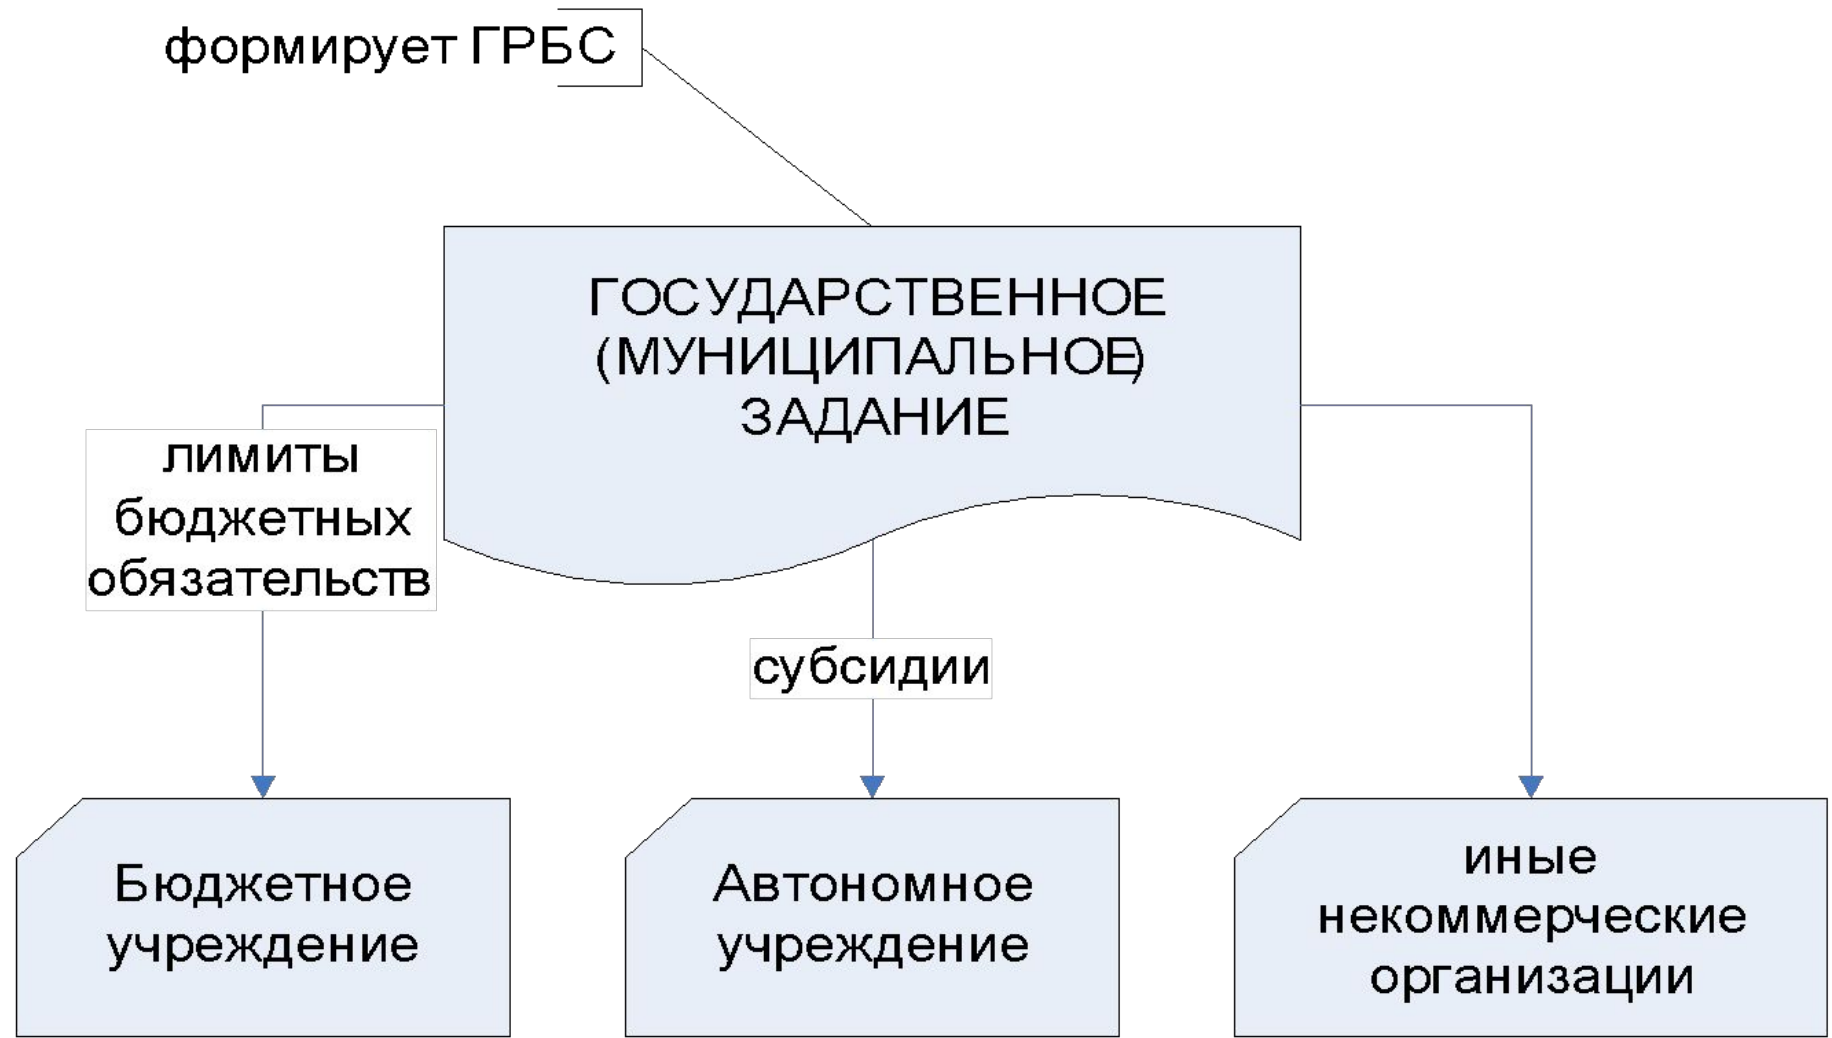 формирует ГРБС
ГОСУДАРСТВЕННОЕ
(МУНИЦИПАЛЬНОЕ)
ЗАДАНИЕ
лимиты
бюджетных
обязательств
субсидии
Бюджетное
учреждение
Автономное
учреждение
иные
некоммерческие
организации